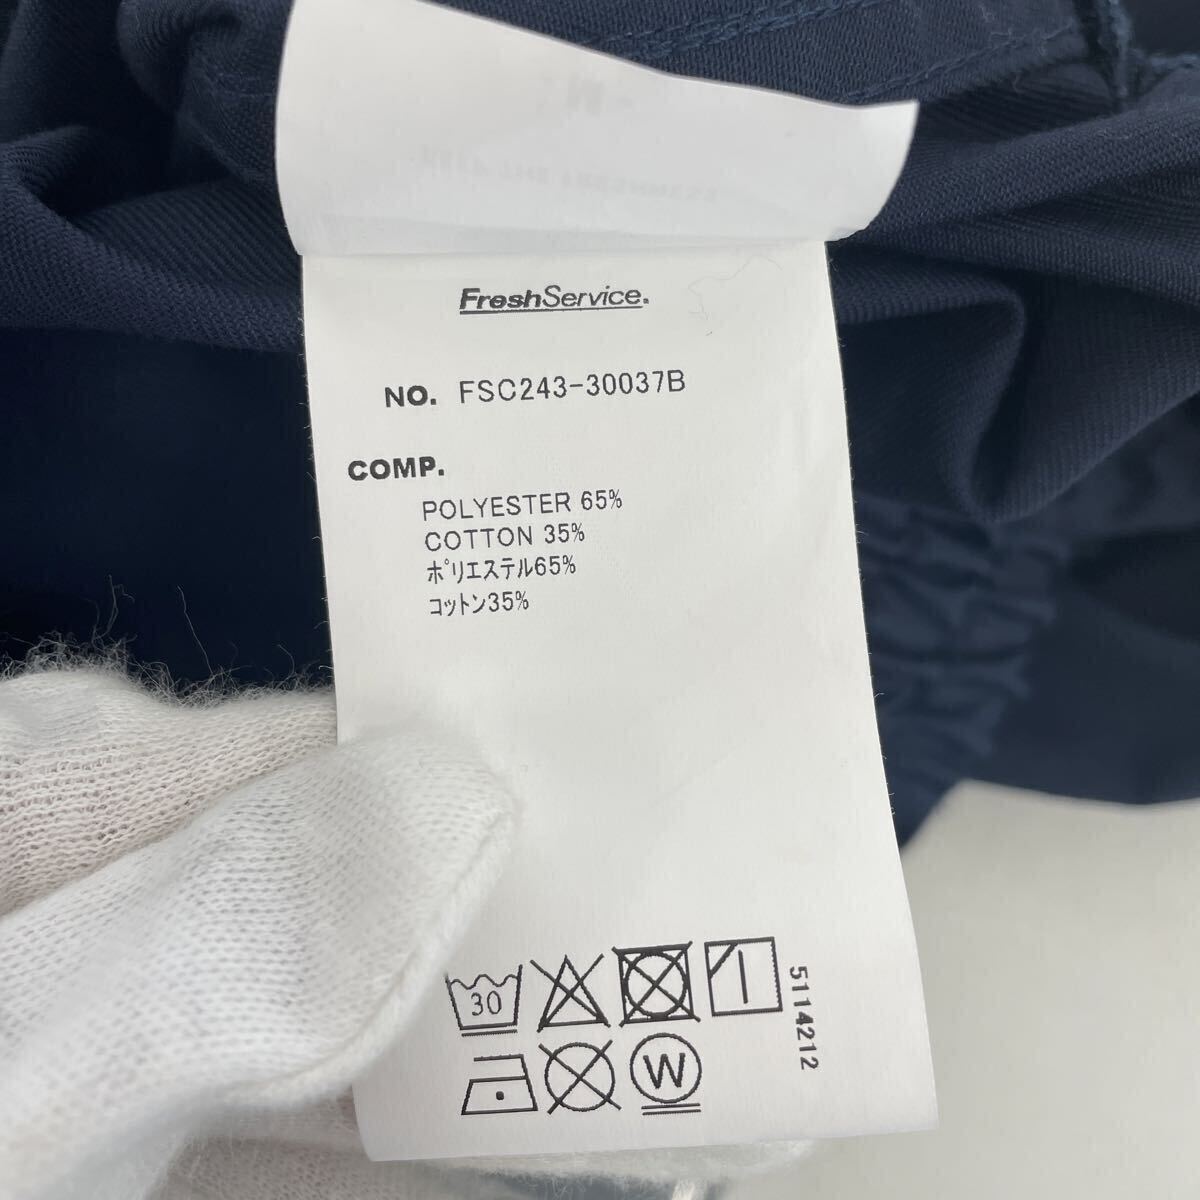 FreshService.
NO. FSC243-30037B
COMP.
POLYESTER 65%
COTTON 35%
ポリエステル65%
コットン35%
30
W
5114212